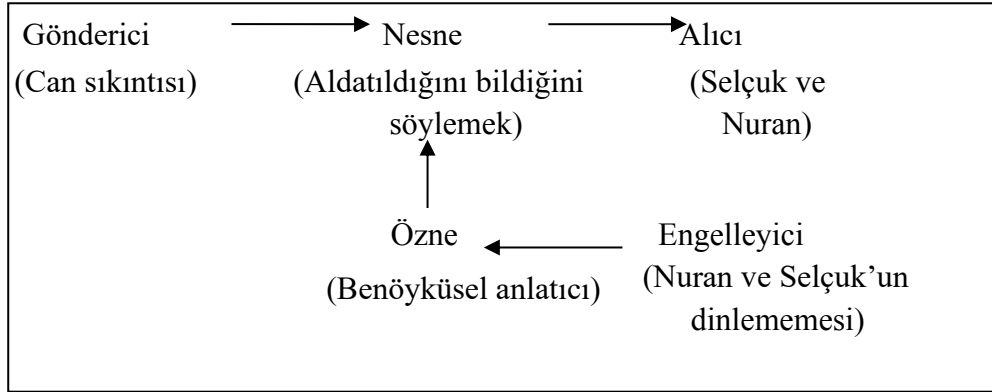 Gönderici Nesne Alıcı
(Can sıkıntısı) (Aldatıldığını bildiğini (Selçuk ve
söylemek) Nuran)
Özne Engelleyici
(Benöyküsel anlatıcı) (Nuran ve Selçuk’un
dinlememesi)